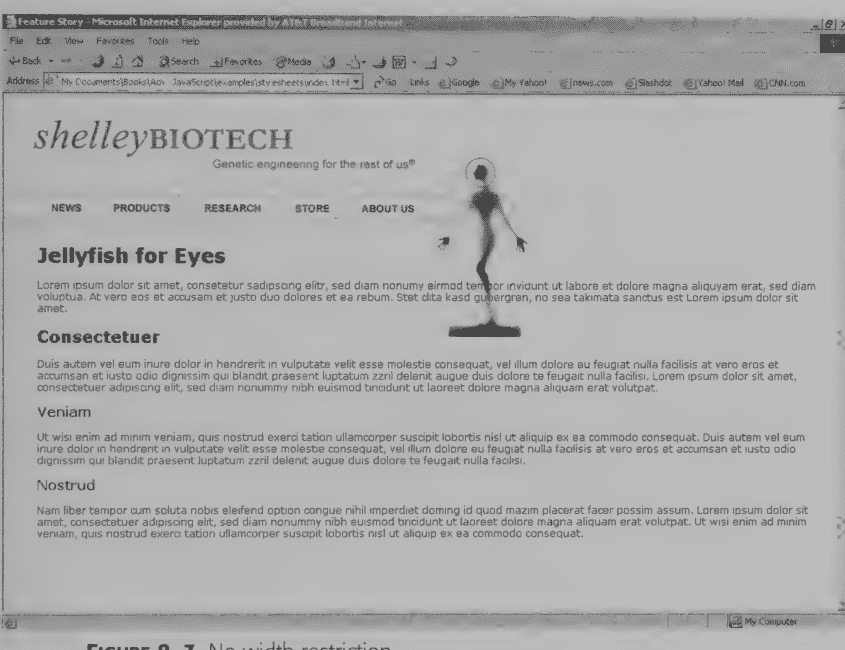 Feature Story - Microsoft Internet Explorer provided by AT&T Broadband Internet
File Edit View Favorites Tools Help
Back Search Favorites Media
Address My Documents\Books\Adv JavaScript\examples\stylesheets\index.html Go Links Google My Yahoo! news.com Slashdot Yahoo! Mail CNN.com
shelleyBIOTECH
Genetic engineering for the rest of us®
NEWS PRODUCTS RESEARCH STORE ABOUT US
Jellyfish for Eyes
Lorem ipsum dolor sit amet, consetetur sadipscing elitr, sed diam nonumy eirmod tempor invidunt ut labore et dolore magna aliquyam erat, sed diam
voluptua. At vero eos et accusam et justo duo dolores et ea rebum. Stet clita kasd gubergren, no sea takimata sanctus est Lorem ipsum dolor sit
amet.
Consectetuer
Duis autem vel eum iriure dolor in hendrerit in vulputate velit esse molestie consequat, vel illum dolore eu feugiat nulla facilisis at vero eros et
accumsan et iusto odio dignissim qui blandit praesent luptatum zzril delenit augue duis dolore te feugait nulla facilisi. Lorem ipsum dolor sit amet,
consectetuer adipiscing elit, sed diam nonummy nibh euismod tincidunt ut laoreet dolore magna aliquam erat volutpat.
Veniam
Ut wisi enim ad minim veniam, quis nostrud exerci tation ullamcorper suscipit lobortis nisl ut aliquip ex ea commodo consequat. Duis autem vel eum
iriure dolor in hendrerit in vulputate velit esse molestie consequat, vel illum dolore eu feugiat nulla facilisis at vero eros et accumsan et iusto odio
dignissim qui blandit praesent luptatum zzril delenit augue duis dolore te feugait nulla facilisi.
Nostrud
Nam liber tempor cum soluta nobis eleifend option congue nihil imperdiet doming id quod mazim placerat facer possim assum. Lorem ipsum dolor sit
amet, consectetuer adipiscing elit, sed diam nonummy nibh euismod tincidunt ut laoreet dolore magna aliquam erat volutpat. Ut wisi enim ad minim
veniam, quis nostrud exerci tation ullamcorper suscipit lobortis nisl ut aliquip ex ea commodo consequat.
My Computer
FIGURE 9-7 No width restriction